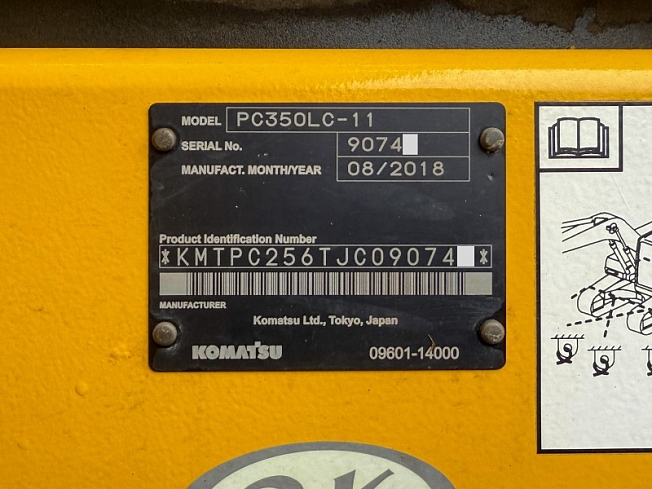 MODEL PC350LC-11
SERIAL No. 9074
MANUFACT. MONTH/YEAR 08/2018
Product Identification Number
*KMTPC256TJC09074 *
MANUFACTURER
Komatsu Ltd., Tokyo, Japan
KOMATSU 09601-14000